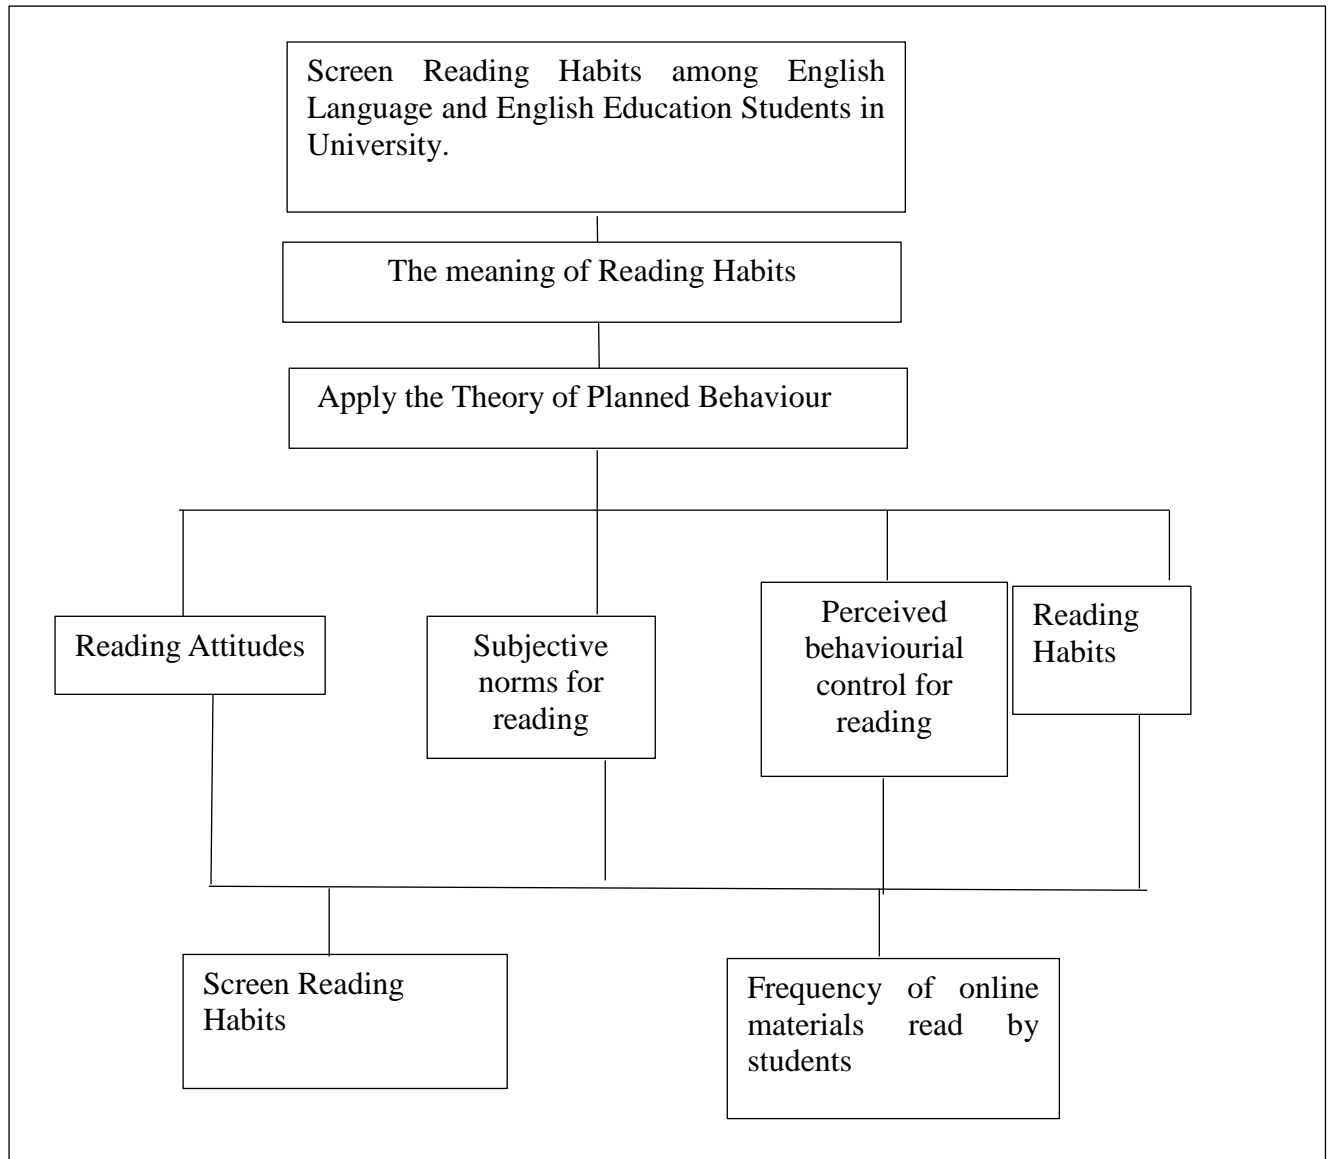 Screen Reading Habits among English
Language and English Education Students in
University.
The meaning of Reading Habits
Apply the Theory of Planned Behaviour
Reading Attitudes
Subjective
norms for
reading
Perceived
behaviourial
control for
reading
Reading
Habits
Screen Reading
Habits
Frequency of online
materials read by
students